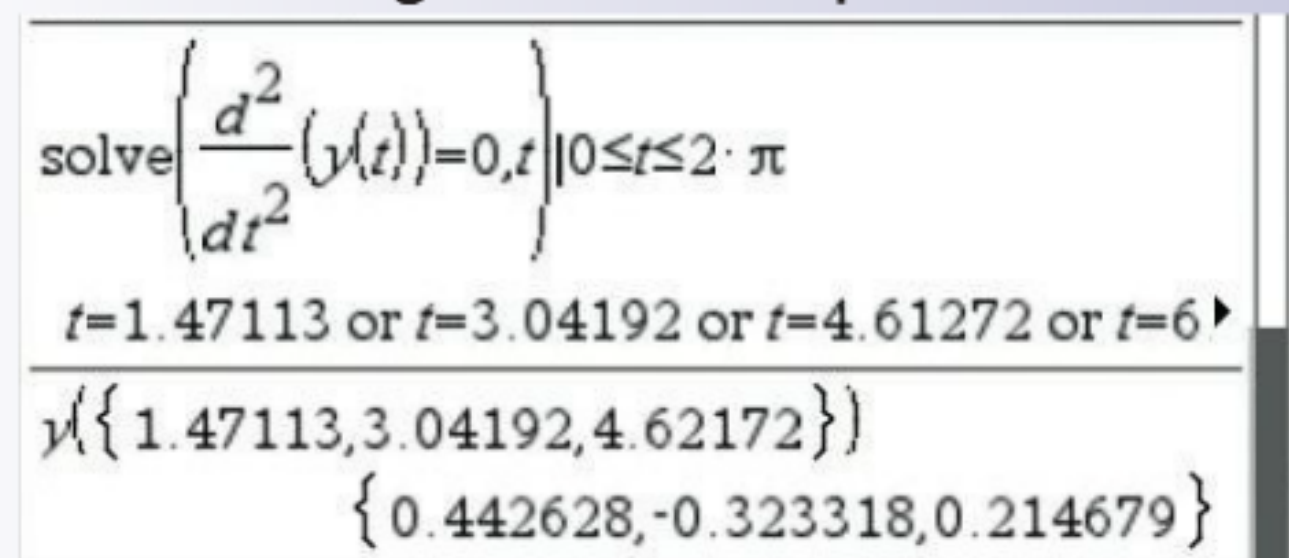 solve(d²/dt²(y(t))=0,t)|0≤t≤2·π
t=1.47113 or t=3.04192 or t=4.61272 or t=6▶
y({1.47113,3.04192,4.62172})
{0.442628,-0.323318,0.214679}